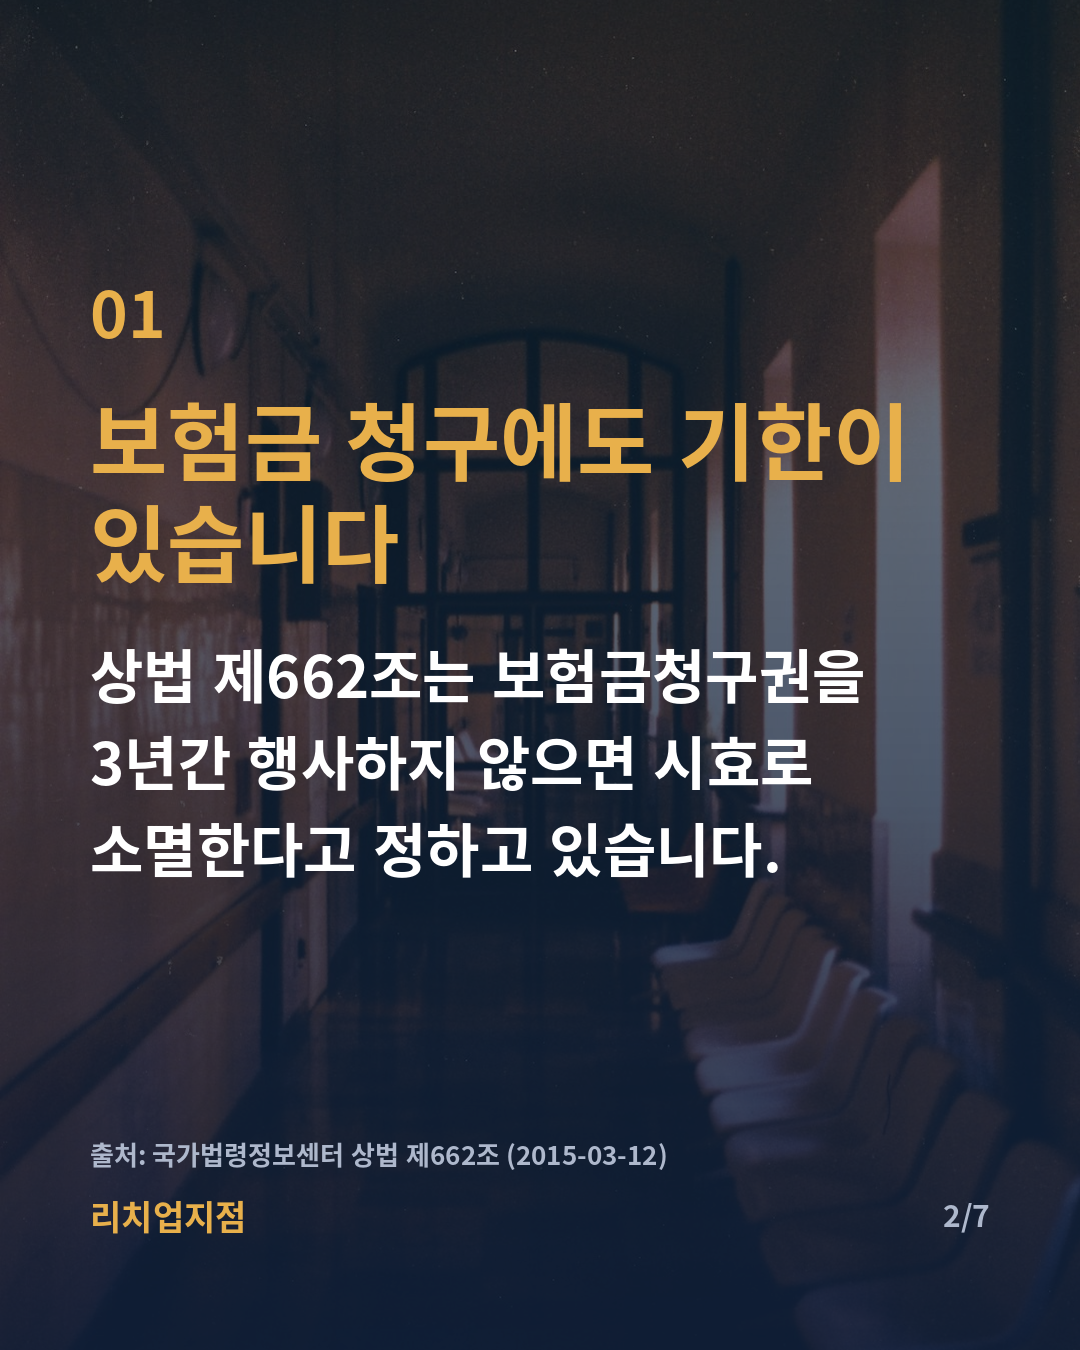 01
보험금 청구에도 기한이
있습니다
상법 제662조는 보험금청구권을
3년간 행사하지 않으면 시효로
소멸한다고 정하고 있습니다.
출처: 국가법령정보센터 상법 제662조 (2015-03-12)
리치업지점
2/7